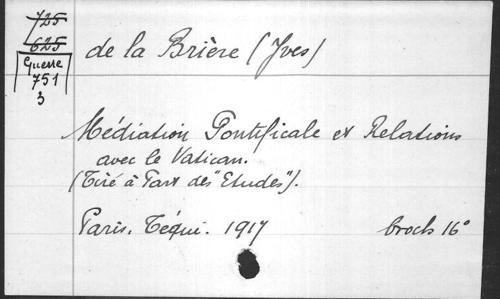 725
625
Guerre
751
3
de la Brière (Yves)
Médiation Pontificale et Relations
avec le Vatican.
(Tiré à Part des "Etudes").
Paris. Téqui. 1917 broch 16°